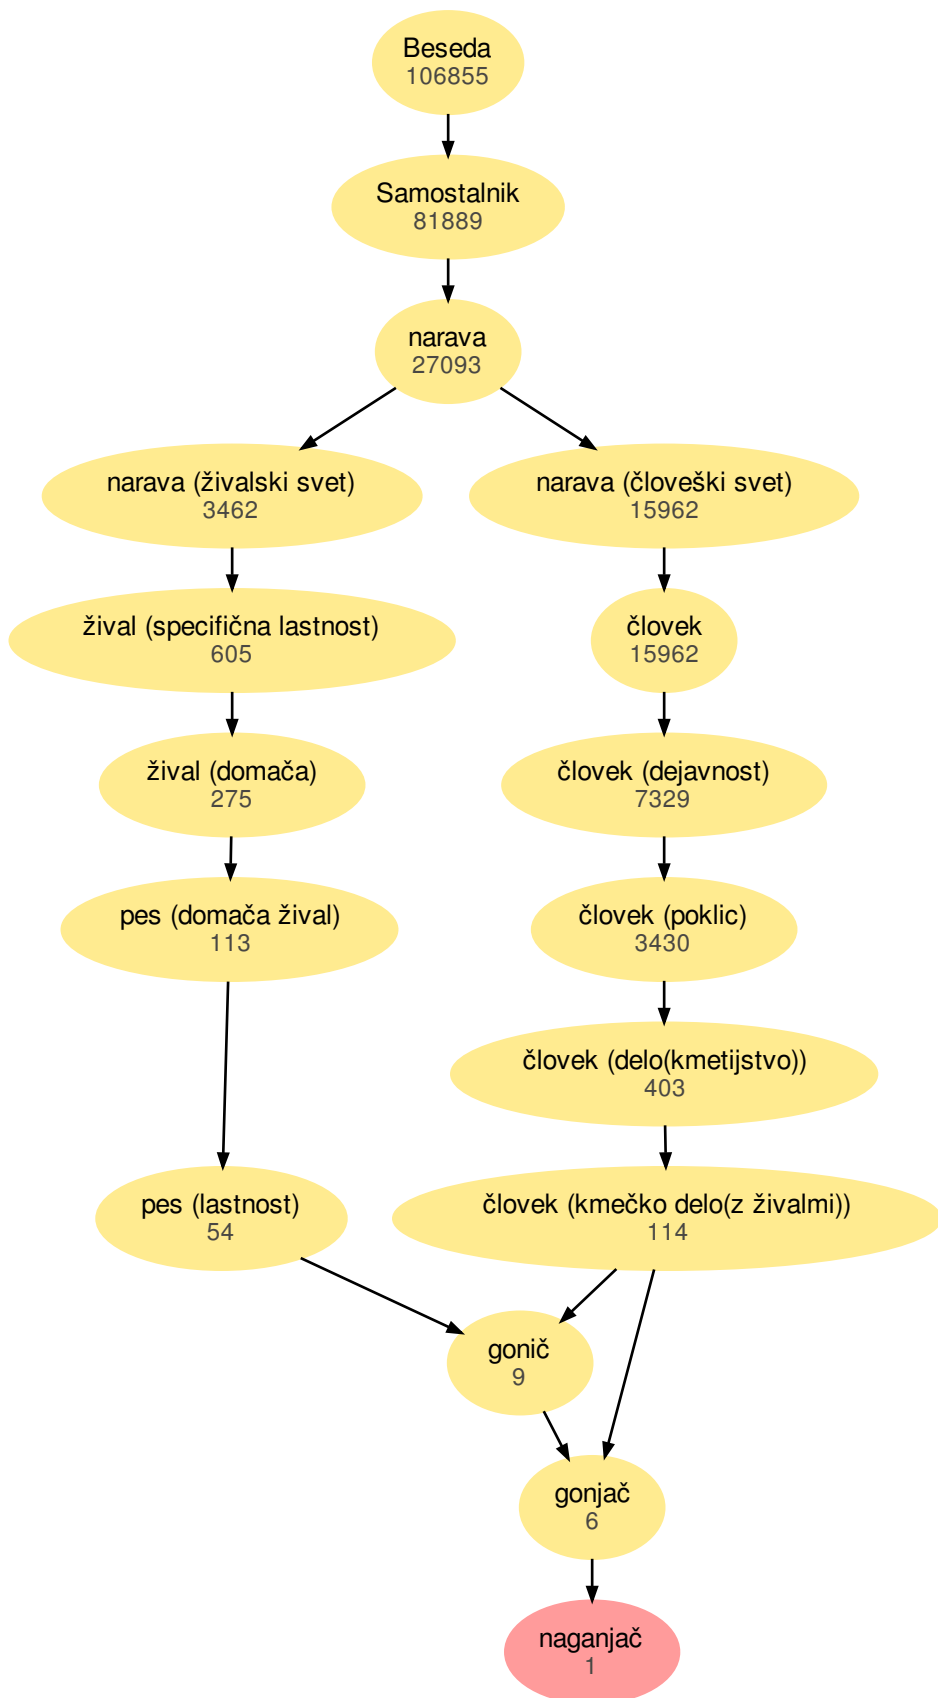 Beseda
106855
Samostalnik
81889
narava
27093
narava (živalski svet)
3462
narava (človeški svet)
15962
žival (specifična lastnost)
605
človek
15962
žival (domača)
275
človek (dejavnost)
7329
pes (domača žival)
113
človek (poklic)
3430
človek (delo(kmetijstvo))
403
pes (lastnost)
54
človek (kmečko delo(z živalmi))
114
gonič
9
gonjač
6
naganjač
1